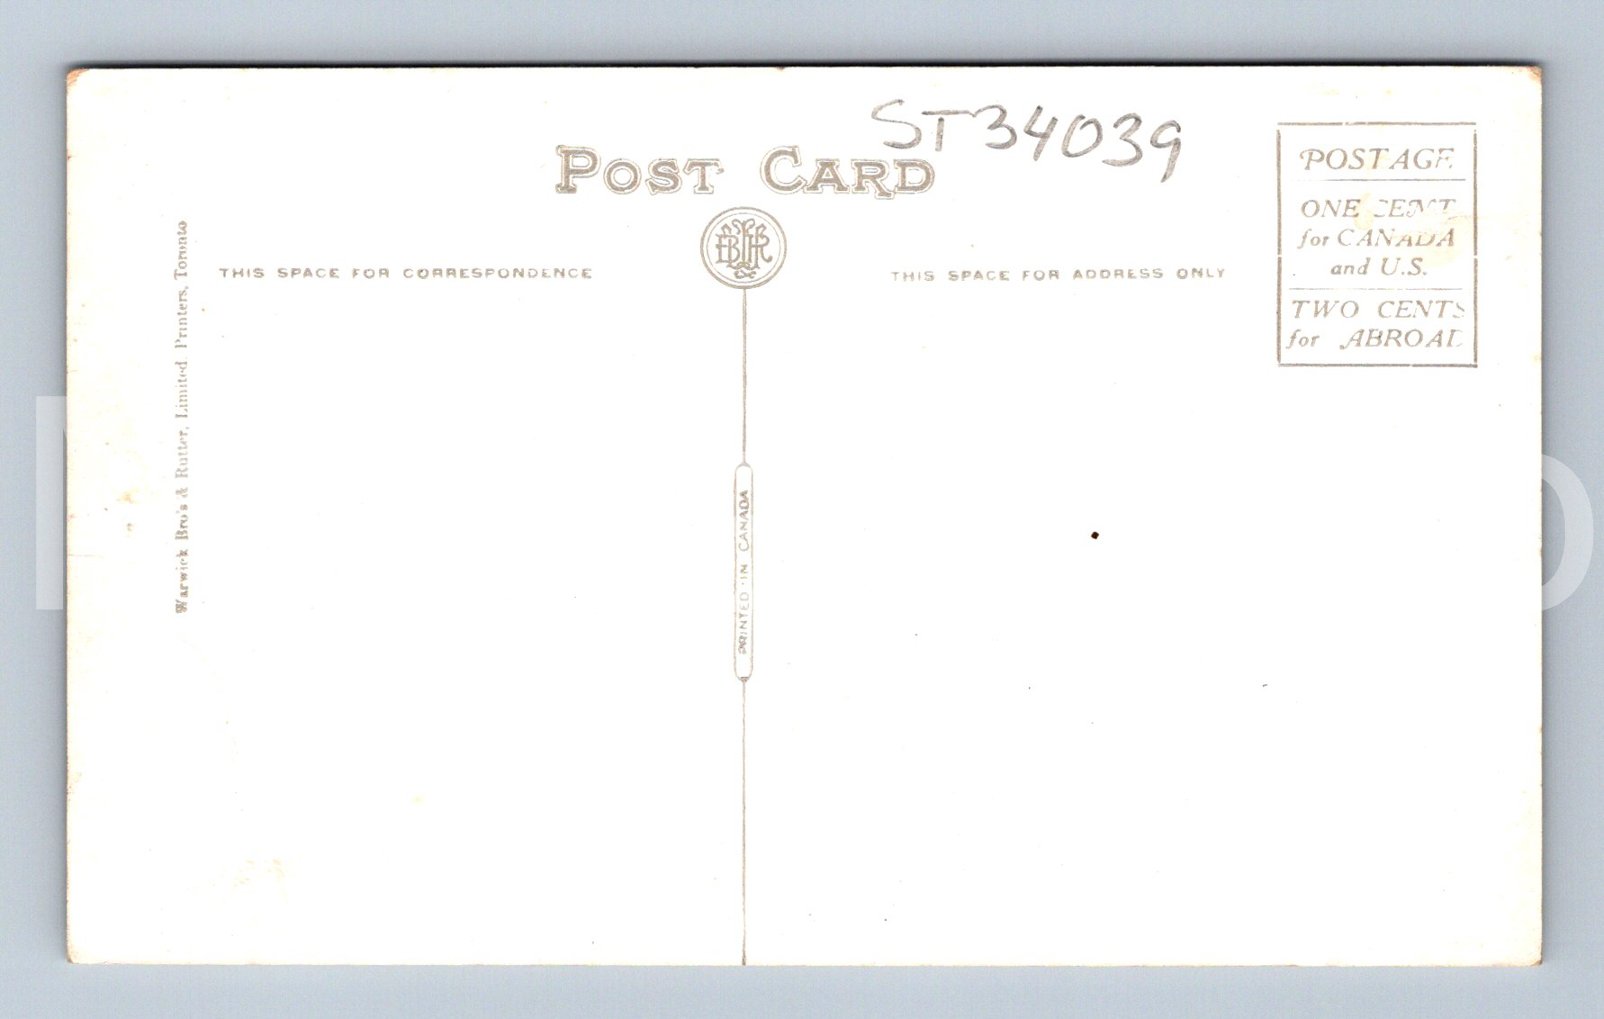 ST34039
POST CARD
POSTAGE
ONE CENT
for CANADA
and U.S.
TWO CENTS
for ABROAD
THIS SPACE FOR CORRESPONDENCE
THIS SPACE FOR ADDRESS ONLY
Warwick Bro's & Rutter, Limited Printers, Toronto
PRINTED IN CANADA